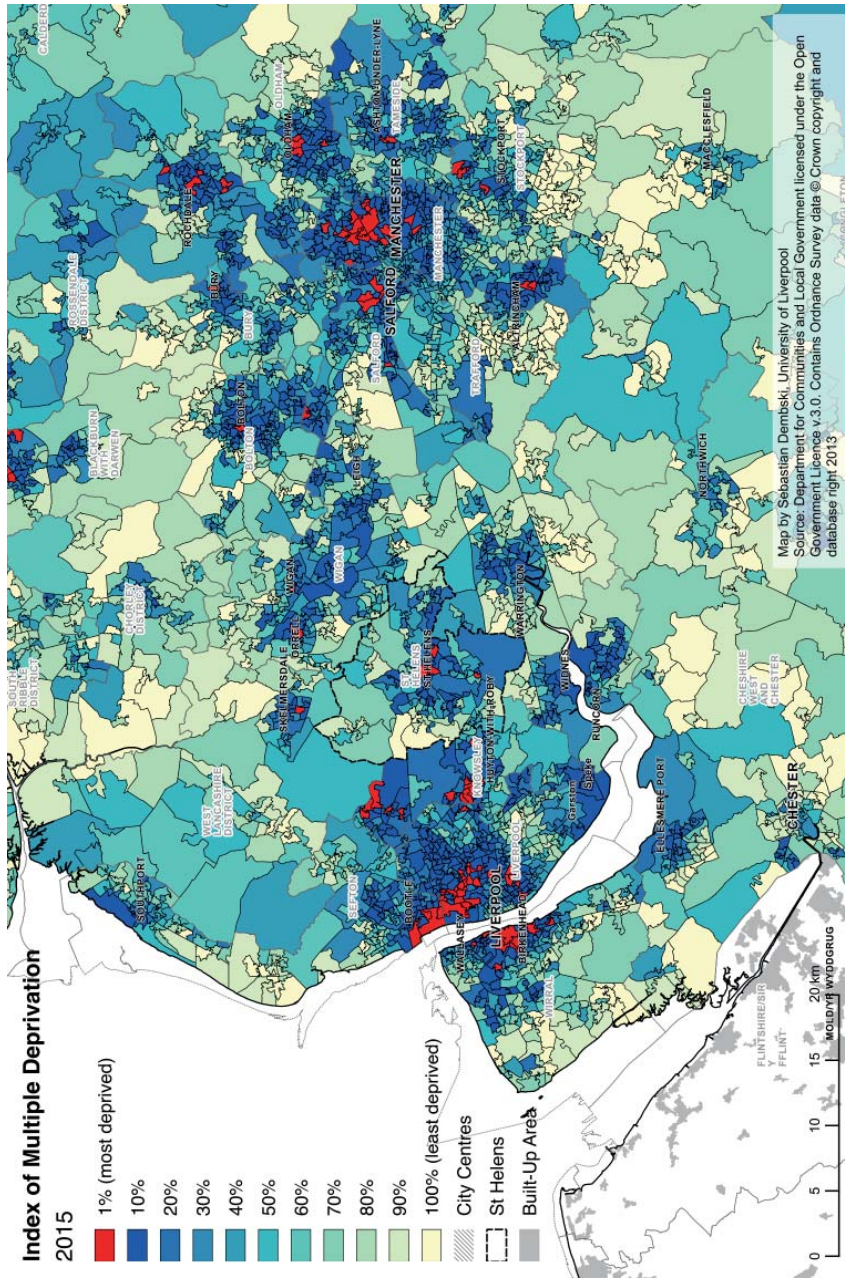 Index of Multiple Deprivation
2015
1% (most deprived)
10%
20%
30%
40%
50%
60%
70%
80%
90%
100% (least deprived)
City Centres
St Helens
Built-Up Area
0 5 10 15 20 km
SOUTH
RIBBLE
DISTRICT
CHORLEY
DISTRICT
BLACKBURN
WITH
DARWEN
ROSSENDALE
DISTRICT
CALDERD
SOUTHPORT
WEST
LANCASHIRE
DISTRICT
SKELMERSDALE
ORRELL
WIGAN
WIGAN
LEIGH
BOLTON
BOLTON
BURY
BURY
ROCHDALE
OLDHAM
OLDHAM
SEFTON
BOOTLE
WALLASEY
LIVERPOOL
LIVERPOOL
BIRKENHEAD
WIRRAL
KNOWSLEY
HUYTON-WITH-ROBY
ST
HELENS
ST HELENS
SALFORD
SALFORD
MANCHESTER
MANCHESTER
ASHTON-UNDER-LYNE
TAMESIDE
TRAFFORD
ALTRINCHAM
STOCKPORT
STOCKPORT
WARRINGTON
WIDNES
RUNCORN
Garston
Speke
ELLESMERE PORT
CHESHIRE
WEST
AND
CHESTER
CHESTER
NORTHWICH
MACCLESFIELD
CONGLETON
FLINTSHIRE/SIR
Y
FFLINT
MOLD/YR WYDDGRUG
Map by Sebastian Dembski, University of Liverpool
Source: Department for Communities and Local Government licensed under the Open
Government Licence v.3.0. Contains Ordnance Survey data © Crown copyright and
database right 2013